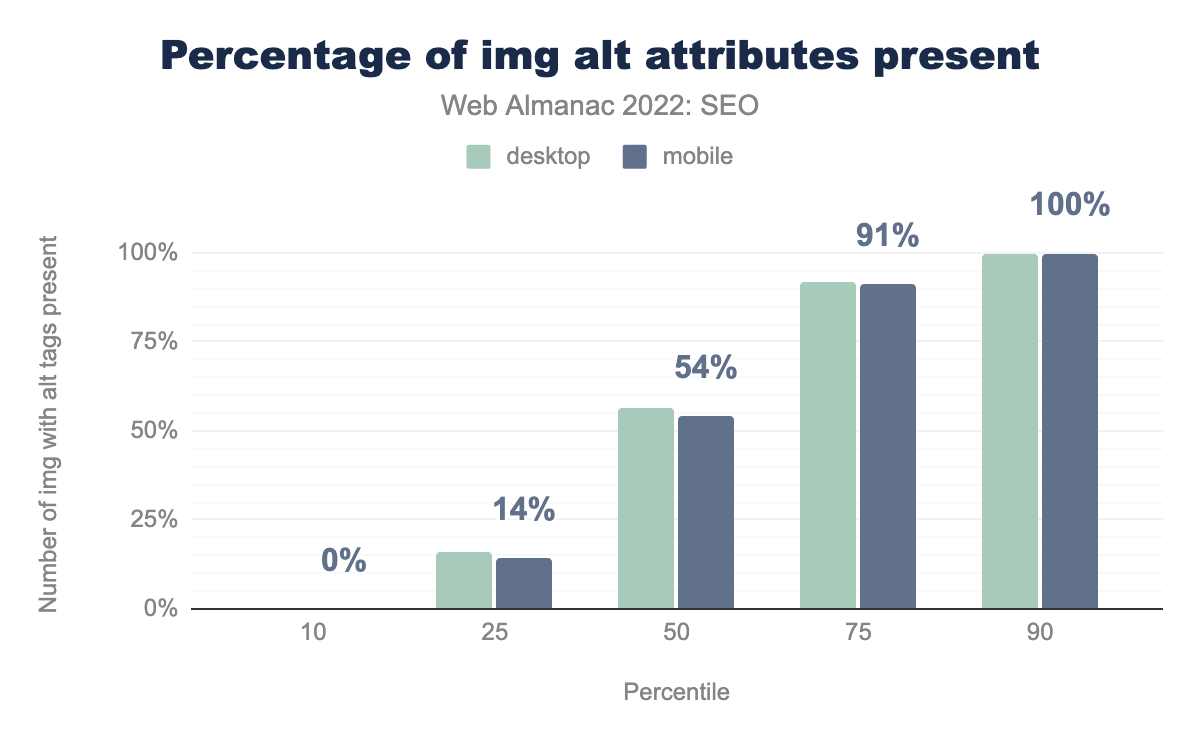 Percentage of img alt attributes present
Web Almanac 2022: SEO
desktop mobile
Number of img with alt tags present
100%
75%
50%
25%
0%
0%
14%
54%
91%
100%
10 25 50 75 90
Percentile